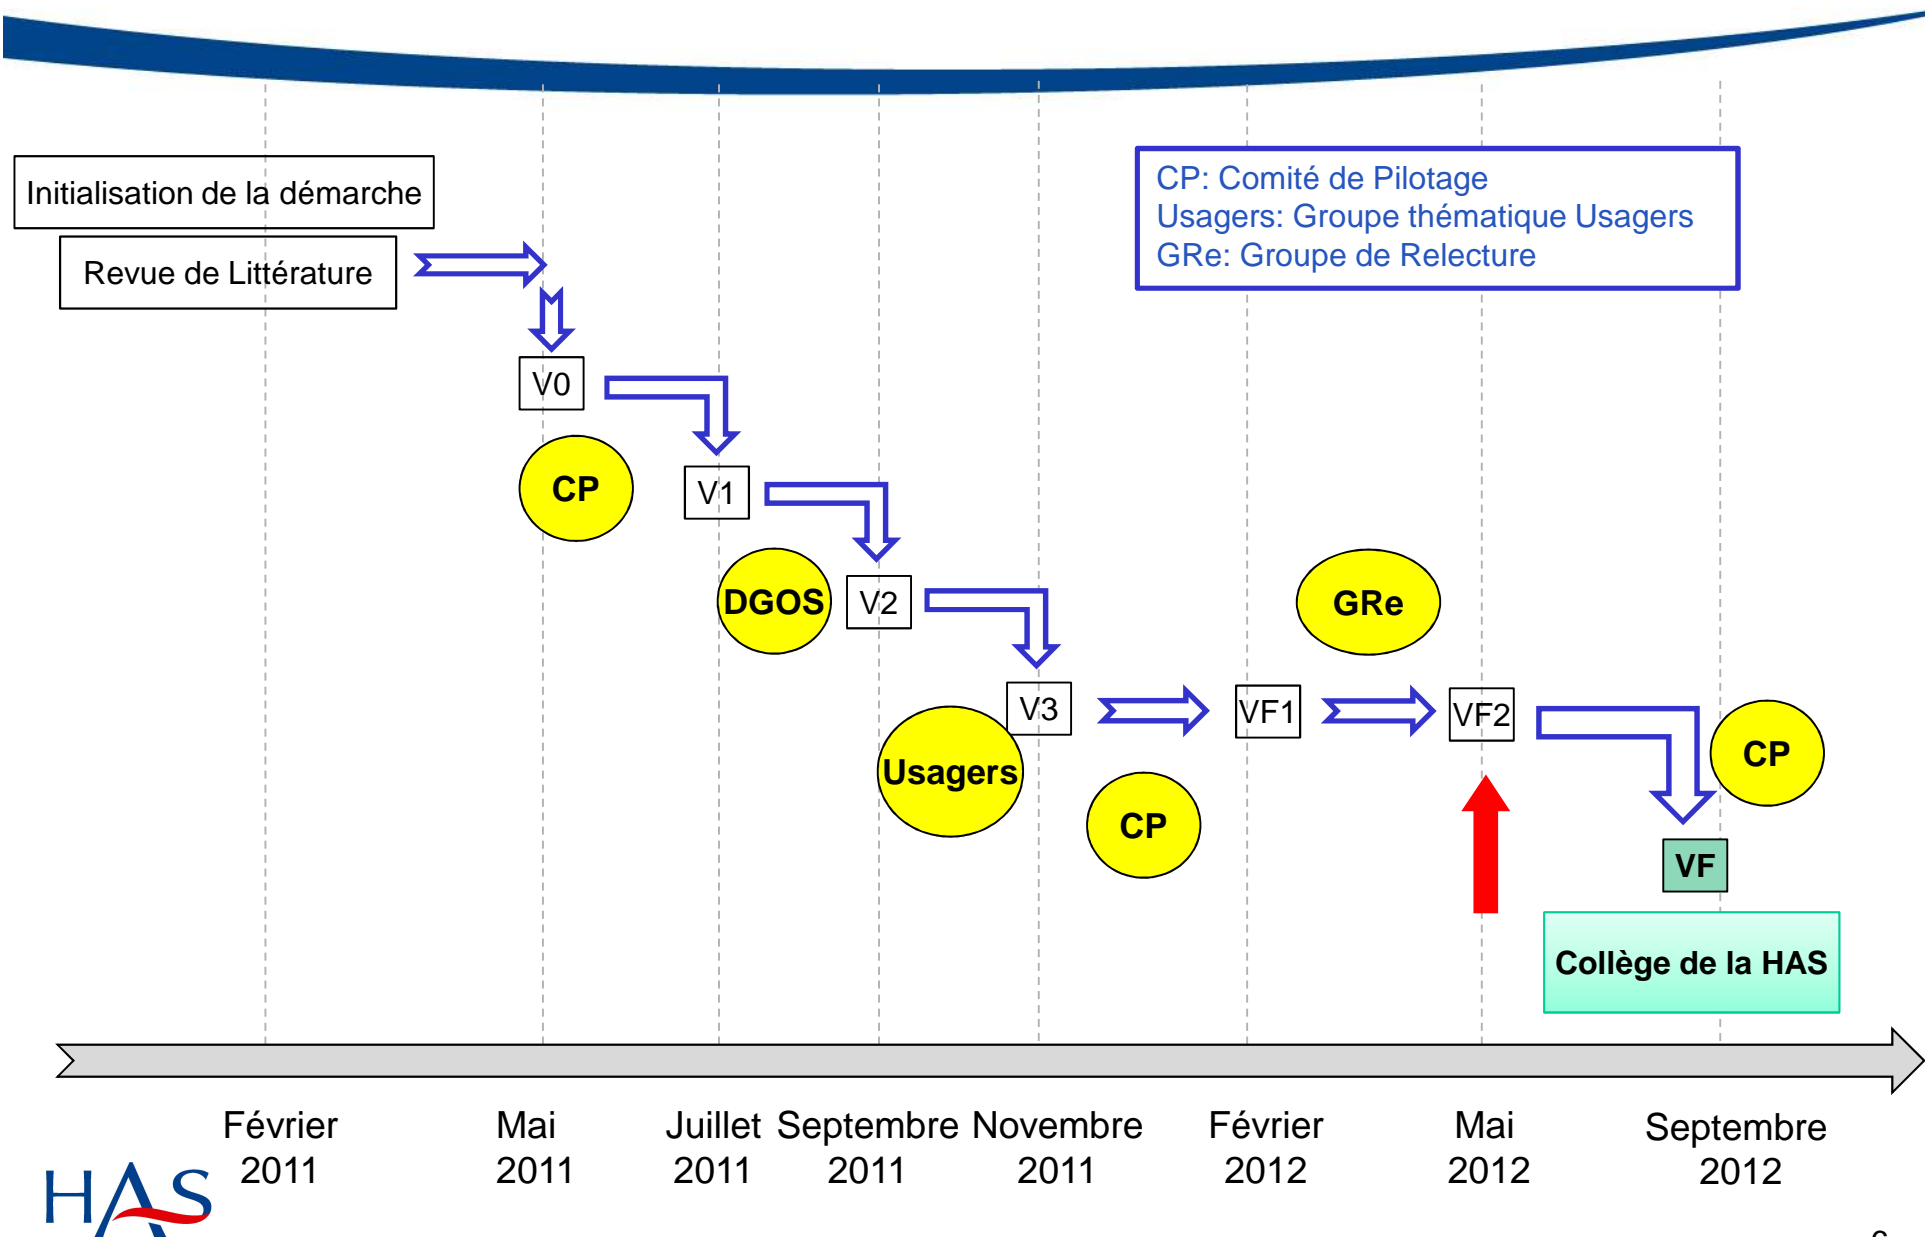 Initialisation de la démarche
Revue de Littérature
CP: Comité de Pilotage
Usagers: Groupe thématique Usagers
GRe: Groupe de Relecture
V0
CP
V1
DGOS
V2
GRe
V3
VF1
VF2
Usagers
CP
CP
VF
Collège de la HAS
Février
2011
Mai
2011
Juillet
2011
Septembre
2011
Novembre
2011
Février
2012
Mai
2012
Septembre
2012
HAS